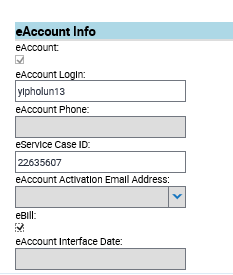 eAccount Info
eAccount:
eAccount Login:
yipholun13
eAccount Phone:
eService Case ID:
22635607
eAccount Activation Email Address:
eBill:
eAccount Interface Date: